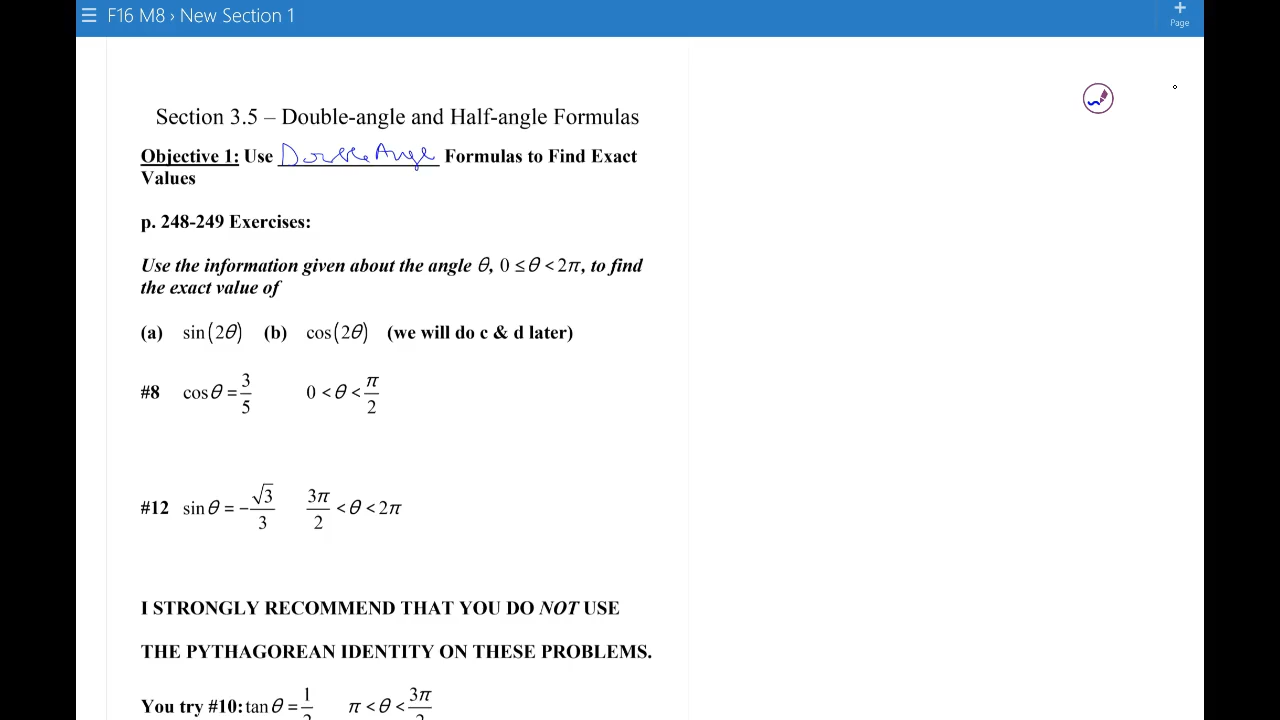 F16 M8 › New Section 1
Page
Section 3.5 – Double-angle and Half-angle Formulas
Objective 1: Use Double Angle Formulas to Find Exact
Values
p. 248-249 Exercises:
Use the information given about the angle θ, 0 ≤ θ < 2π, to find
the exact value of
(a) sin(2θ) (b) cos(2θ) (we will do c & d later)
#8 cos θ = 3/5 0 < θ < π/2
#12 sin θ = -√3/3 3π/2 < θ < 2π
I STRONGLY RECOMMEND THAT YOU DO NOT USE
THE PYTHAGOREAN IDENTITY ON THESE PROBLEMS.
You try #10: tan θ = 1/2 π < θ < 3π/2